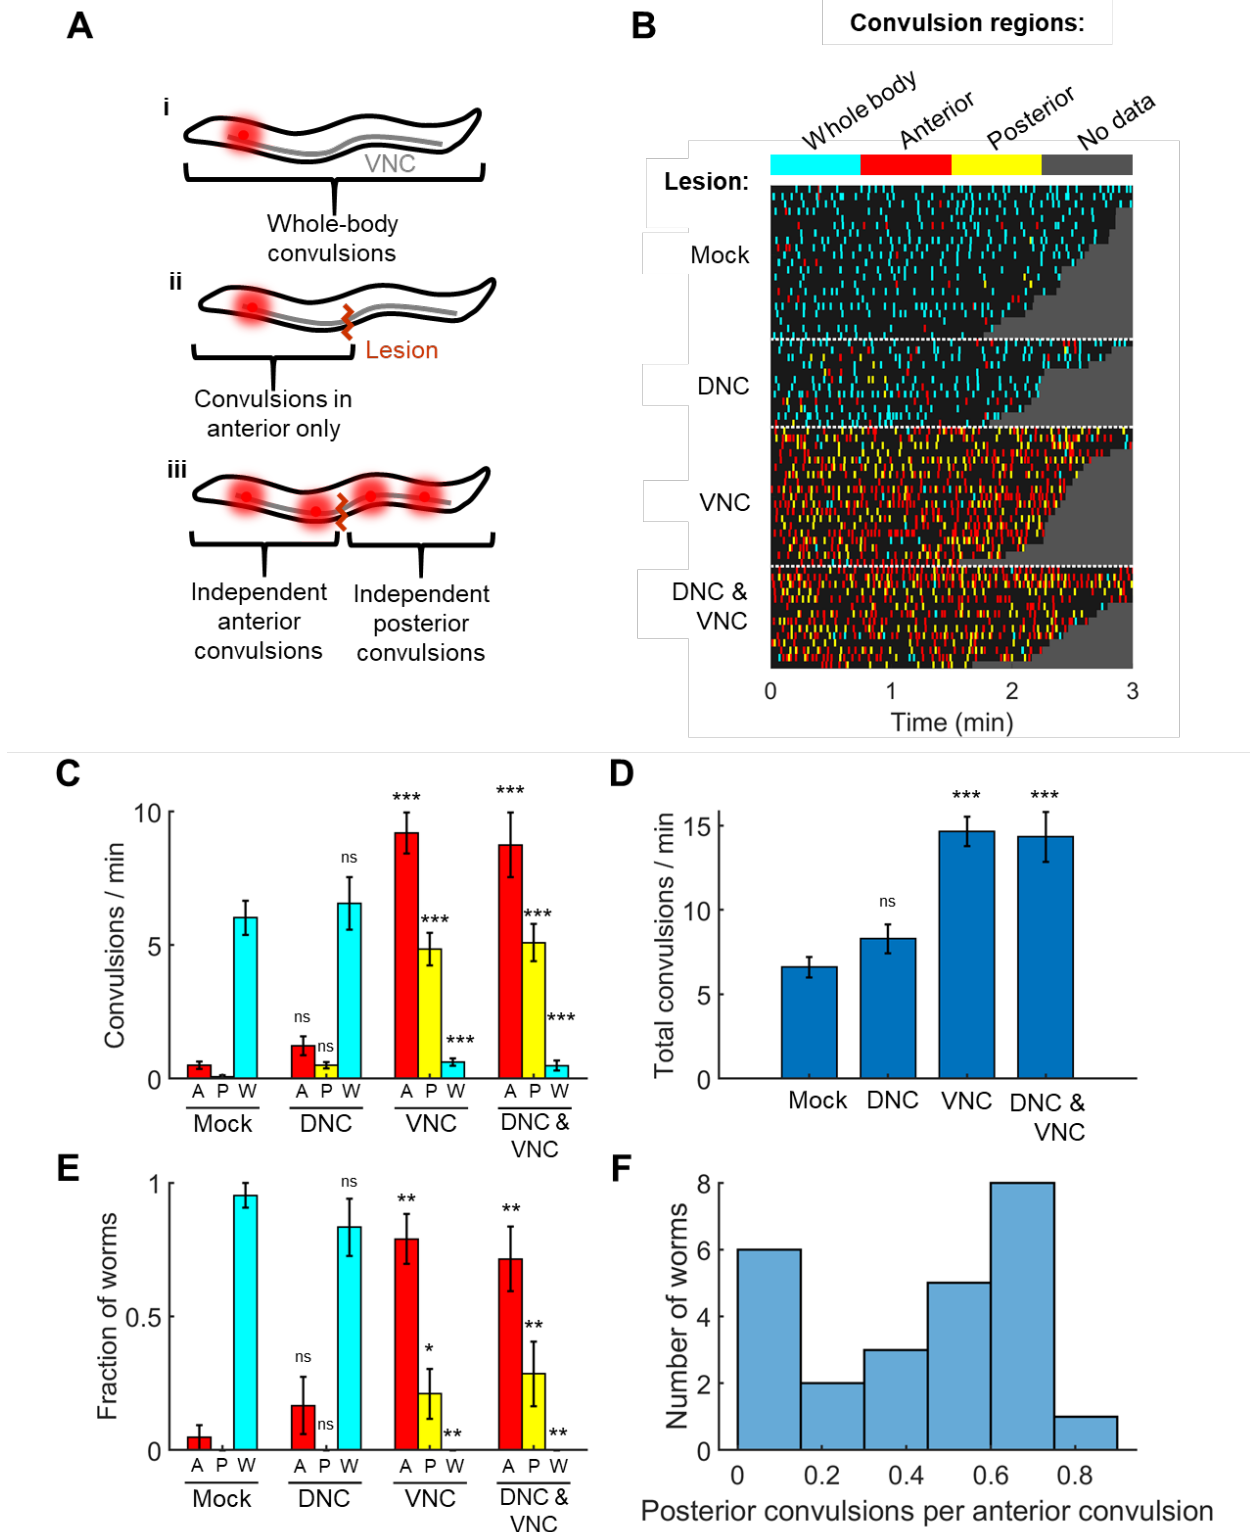 A
i
VNC
Whole-body
convulsions
ii
Lesion
Convulsions in
anterior only
iii
Independent
anterior
convulsions
Independent
posterior
convulsions
B
Convulsion regions:
Whole body
Anterior
Posterior
No data
Lesion:
Mock
DNC
VNC
DNC &
VNC
0 1 2 3
Time (min)
C
Convulsions / min
10
5
0
ns
ns
ns
***
***
***
***
***
***
A P W A P W A P W A P W
Mock DNC VNC DNC &
VNC
D
Total convulsions / min
15
10
5
0
ns
***
***
Mock DNC VNC DNC &
VNC
E
Fraction of worms
1
0.5
0
ns
ns
ns
**
*
**
**
**
**
A P W A P W A P W A P W
Mock DNC VNC DNC &
VNC
F
Number of worms
8
6
4
2
0
0 0.2 0.4 0.6 0.8
Posterior convulsions per anterior convulsion